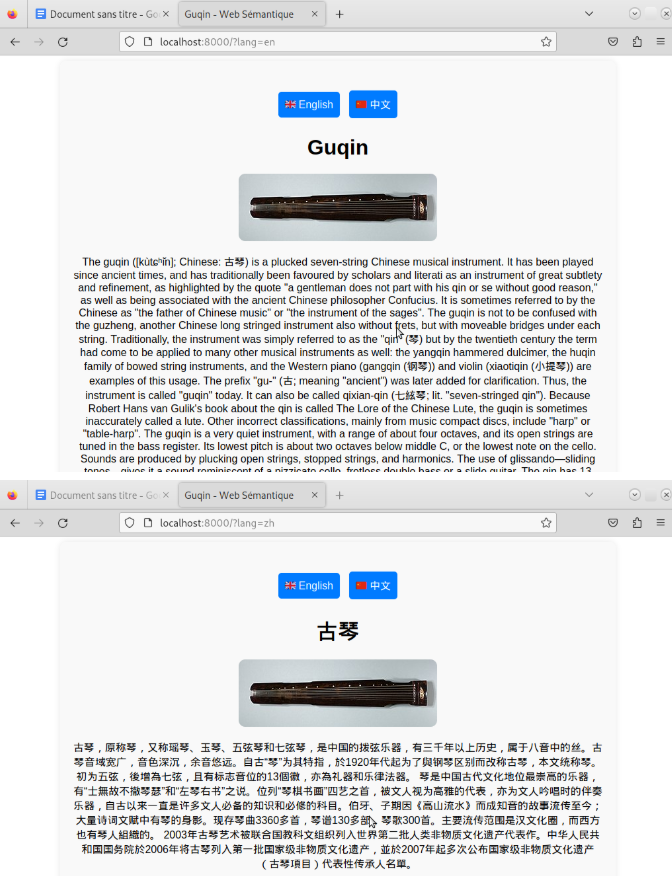 Document sans titre - Go
Guqin - Web Sémantique
localhost:8000/?lang=en
English
中文
Guqin
The guqin ([kùtɕʰǐn]; Chinese: 古琴) is a plucked seven-string Chinese musical instrument. It has been played
since ancient times, and has traditionally been favoured by scholars and literati as an instrument of great subtlety
and refinement, as highlighted by the quote "a gentleman does not part with his qin or se without good reason,"
as well as being associated with the ancient Chinese philosopher Confucius. It is sometimes referred to by the
Chinese as "the father of Chinese music" or "the instrument of the sages". The guqin is not to be confused with
the guzheng, another Chinese long stringed instrument also without frets, but with moveable bridges under each
string. Traditionally, the instrument was simply referred to as the "qin" (琴) but by the twentieth century the term
had come to be applied to many other musical instruments as well: the yangqin hammered dulcimer, the huqin
family of bowed string instruments, and the Western piano (gangqin (钢琴)) and violin (xiaotiqin (小提琴)) are
examples of this usage. The prefix "gu-" (古; meaning "ancient") was later added for clarification. Thus, the
instrument is called "guqin" today. It can also be called qixian-qin (七絃琴; lit. "seven-stringed qin"). Because
Robert Hans van Gulik's book about the qin is called The Lore of the Chinese Lute, the guqin is sometimes
inaccurately called a lute. Other incorrect classifications, mainly from music compact discs, include "harp" or
"table-harp". The guqin is a very quiet instrument, with a range of about four octaves, and its open strings are
tuned in the bass register. Its lowest pitch is about two octaves below middle C, or the lowest note on the cello.
Sounds are produced by plucking open strings, stopped strings, and harmonics. The use of glissando—sliding
tones—gives it a sound reminiscent of a pizzicato cello, fretless double bass or a slide guitar. The qin has 13
Document sans titre - Go
Guqin - Web Sémantique
localhost:8000/?lang=zh
English
中文
古琴
古琴，原称琴，又称瑶琴、玉琴、五弦琴和七弦琴，是中国的拨弦乐器，有三千年以上历史，属于八音中的丝。古
琴音域宽广，音色深沉，余音悠远。自古"琴"为其特指，於1920年代起为了與钢琴区别而改称古琴，本文统称琴。
初为五弦，後增為七弦，且有标志音位的13個徽，亦為礼器和乐律法器。 琴是中国古代文化地位最崇高的乐器，
有"士無故不撤琴瑟"和"左琴右书"之说。位列"琴棋书画"四艺之首，被文人视为高雅的代表，亦为文人吟唱时的伴奏
乐器，自古以来一直是许多文人必备的知识和必修的科目。伯牙、子期因《高山流水》而成知音的故事流传至今；
大量诗词文赋中有琴的身影。现存琴曲3360多首，琴谱130多部，琴歌300首。主要流传范围是汉文化圈，而西方
也有琴人組織的。 2003年古琴艺术被联合国教科文组织列入世界第二批人类非物质文化遗产代表作。中华人民共
和国国务院於2006年将古琴列入第一批国家级非物质文化遗产，並於2007年起多次公布国家级非物质文化遗产
（古琴項目）代表性传承人名單。